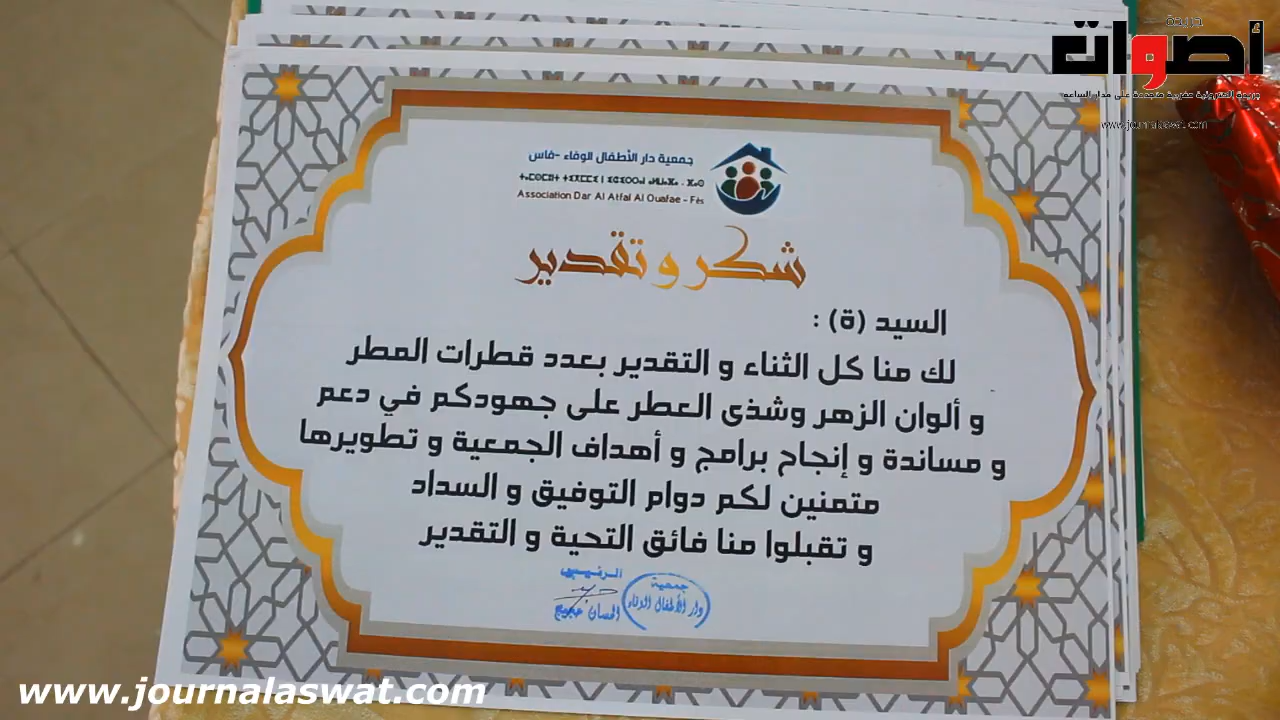 جريدة
أصوات
www.journalaswat.com
جمعية دار الأطفال الوفاء -فاس
Association Dar Al Atfal Al Ouafae - Fès
شكر و تقدير
السيد (ة) :
لك منا كل الثناء و التقدير بعدد قطرات المطر
و ألوان الزهر وشذى العطر على جهودكم في دعم
و مساندة و إنجاح برامج و أهداف الجمعية و تطويرها
متمنين لكم دوام التوفيق و السداد
و تقبلوا منا فائق التحية و التقدير
الرئيس
جمعية
دار الأطفال الوفاء
www.journalaswat.com